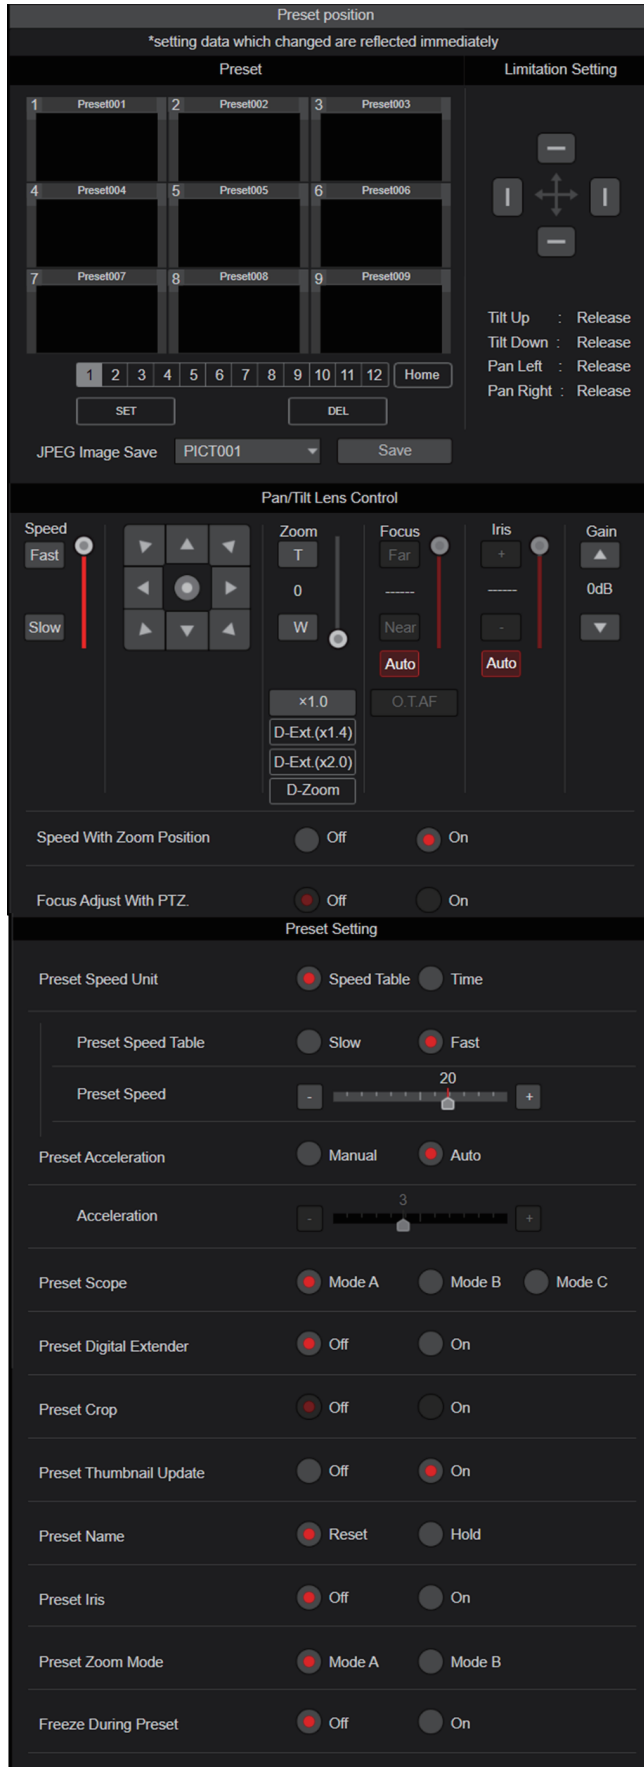 Preset position
*setting data which changed are reflected immediately
Preset
Limitation Setting
1 Preset001
2 Preset002
3 Preset003
4 Preset004
5 Preset005
6 Preset006
7 Preset007
8 Preset008
9 Preset009
1 2 3 4 5 6 7 8 9 10 11 12 Home
SET DEL
JPEG Image Save PICT001 Save
Tilt Up : Release
Tilt Down : Release
Pan Left : Release
Pan Right : Release
Pan/Tilt Lens Control
Speed
Fast
Slow
Zoom
T
0
W
×1.0
D-Ext.(x1.4)
D-Ext.(x2.0)
D-Zoom
Focus
Far
------
Near
Auto
O.T.AF
Iris
+
------
-
Auto
Gain
0dB
Speed With Zoom Position Off On
Focus Adjust With PTZ. Off On
Preset Setting
Preset Speed Unit Speed Table Time
Preset Speed Table Slow Fast
20
Preset Speed - +
Preset Acceleration Manual Auto
3
Acceleration - +
Preset Scope Mode A Mode B Mode C
Preset Digital Extender Off On
Preset Crop Off On
Preset Thumbnail Update Off On
Preset Name Reset Hold
Preset Iris Off On
Preset Zoom Mode Mode A Mode B
Freeze During Preset Off On